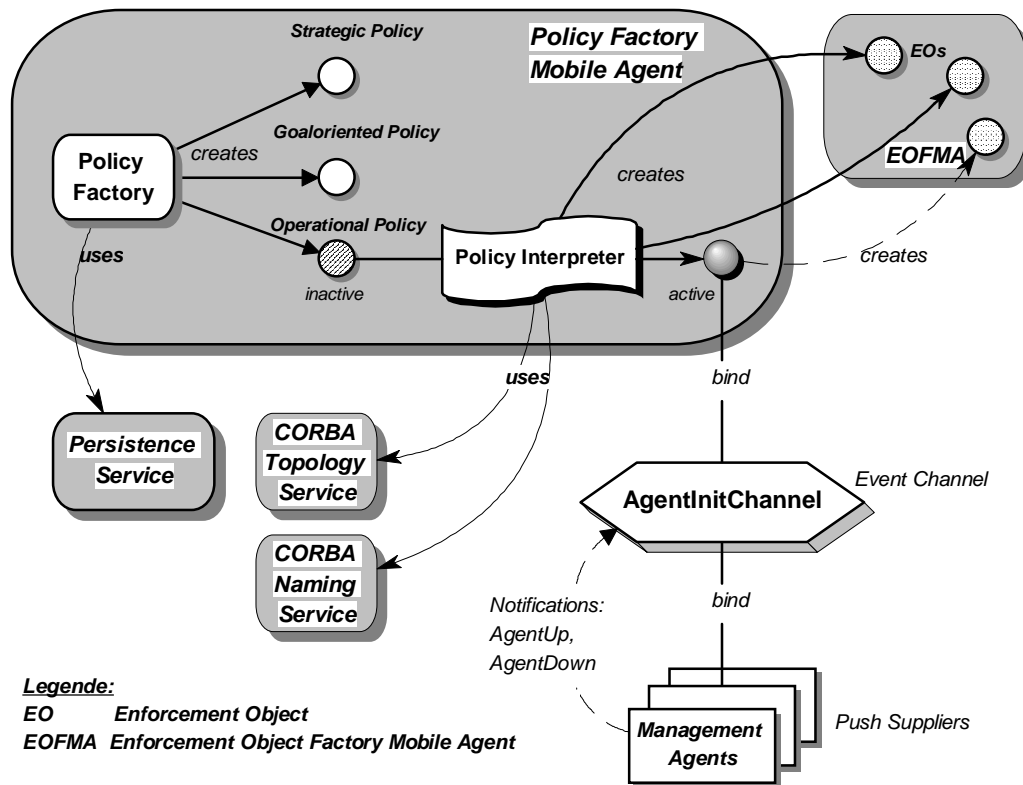 Strategic Policy
Policy Factory
Mobile Agent
EOs
Goaloriented Policy
Policy
Factory
creates
EOFMA
creates
Operational Policy
uses
Policy Interpreter
creates
inactive
active
uses
bind
Persistence
Service
CORBA
Topology
Service
AgentInitChannel
Event Channel
CORBA
Naming
Service
bind
Notifications:
AgentUp,
AgentDown
Legende:
EO Enforcement Object
EOFMA Enforcement Object Factory Mobile Agent
Management
Agents
Push Suppliers